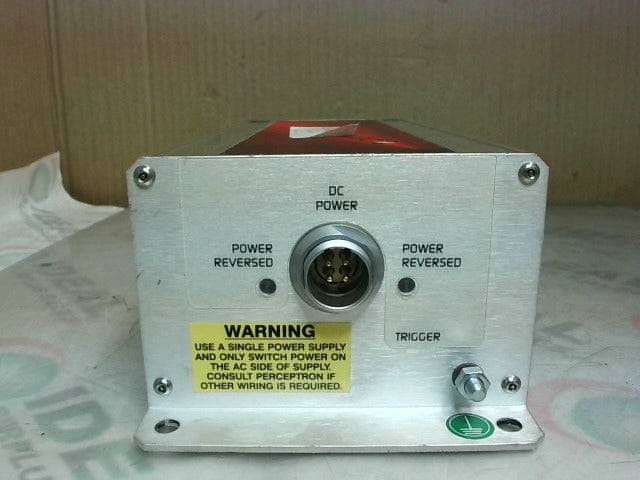 DC
POWER
POWER
REVERSED
POWER
REVERSED
TRIGGER
WARNING
USE A SINGLE POWER SUPPLY
AND ONLY SWITCH POWER ON
THE AC SIDE OF SUPPLY.
CONSULT PERCEPTRON IF
OTHER WIRING IS REQUIRED.